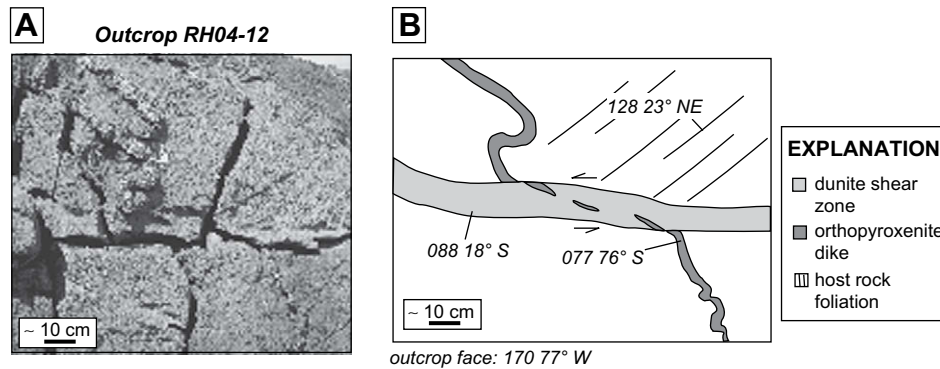 A
Outcrop RH04-12
~ 10 cm
B
128 23° NE
088 18° S
077 76° S
~ 10 cm
outcrop face: 170 77° W
EXPLANATION
dunite shear
zone
orthopyroxenite
dike
host rock
foliation